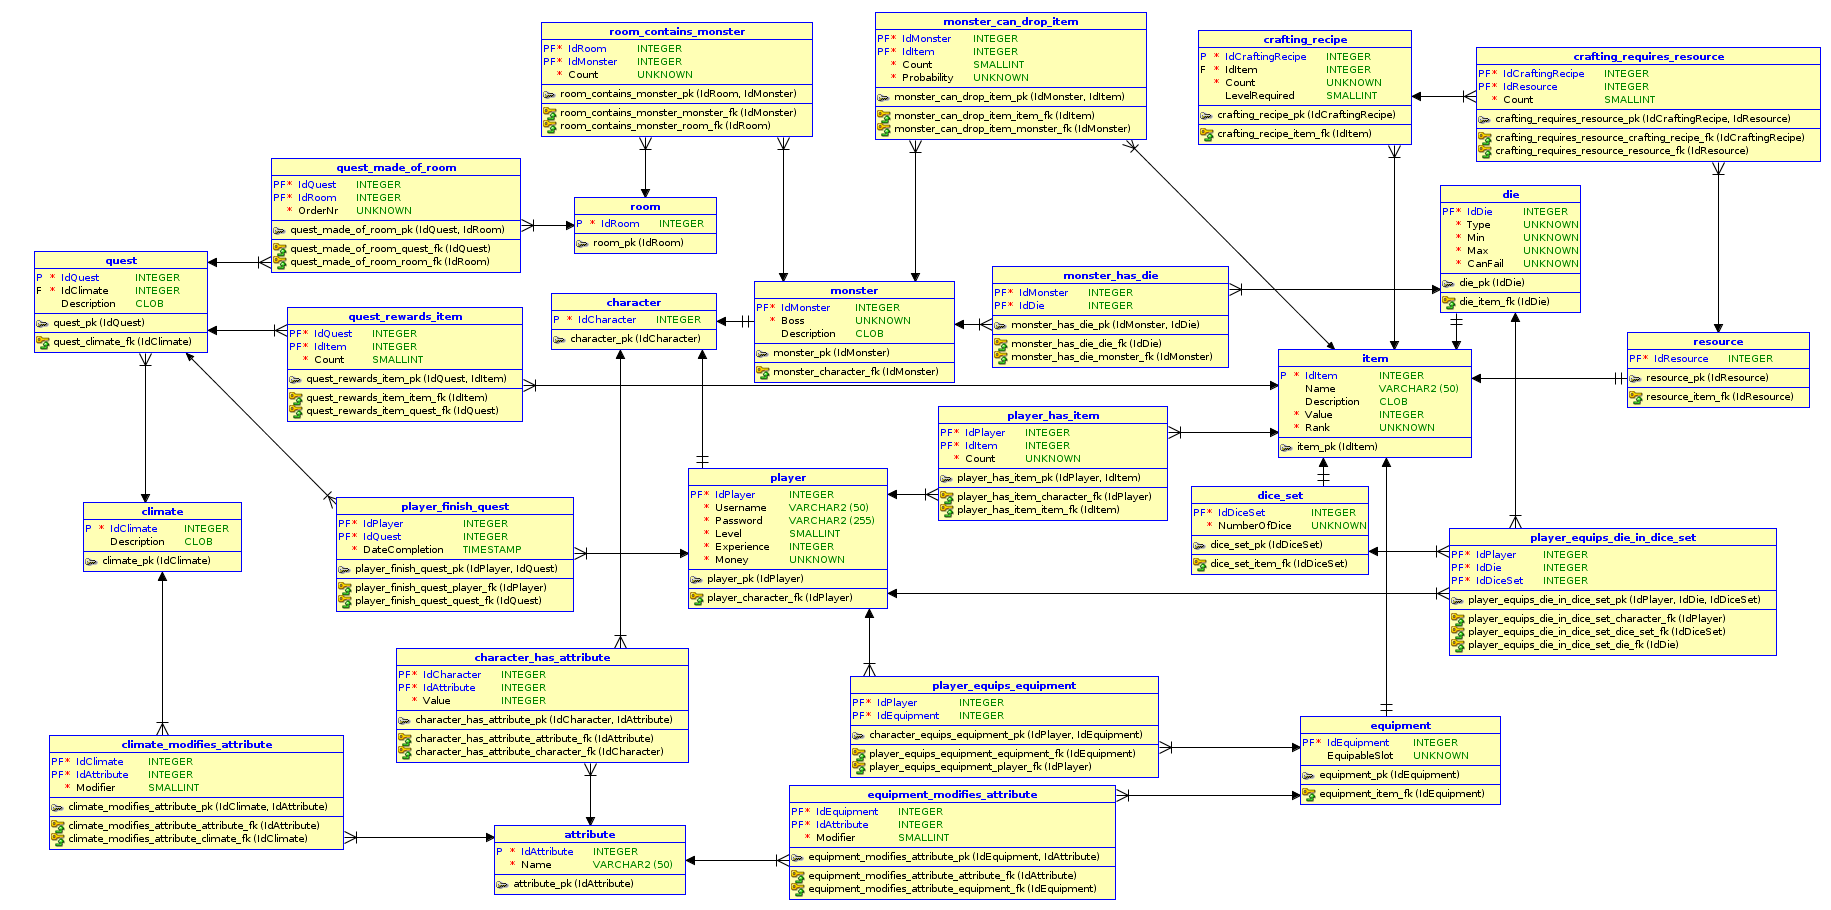 room_contains_monster
PF* IdRoom INTEGER
PF* IdMonster INTEGER
* Count UNKNOWN
room_contains_monster_pk (IdRoom, IdMonster)
room_contains_monster_monster_fk (IdMonster)
room_contains_monster_room_fk (IdRoom)
monster_can_drop_item
PF* IdMonster INTEGER
PF* IdItem INTEGER
* Count SMALLINT
* Probability UNKNOWN
monster_can_drop_item_pk (IdMonster, IdItem)
monster_can_drop_item_item_fk (IdItem)
monster_can_drop_item_monster_fk (IdMonster)
crafting_recipe
P * IdCraftingRecipe INTEGER
F * IdItem INTEGER
* Count UNKNOWN
LevelRequired SMALLINT
crafting_recipe_pk (IdCraftingRecipe)
crafting_recipe_item_fk (IdItem)
crafting_requires_resource
PF* IdCraftingRecipe INTEGER
PF* IdResource INTEGER
* Count SMALLINT
crafting_requires_resource_pk (IdCraftingRecipe, IdResource)
crafting_requires_resource_crafting_recipe_fk (IdCraftingRecipe)
crafting_requires_resource_resource_fk (IdResource)
quest_made_of_room
PF* IdQuest INTEGER
PF* IdRoom INTEGER
* OrderNr UNKNOWN
quest_made_of_room_pk (IdQuest, IdRoom)
quest_made_of_room_quest_fk (IdQuest)
quest_made_of_room_room_fk (IdRoom)
room
P * IdRoom INTEGER
room_pk (IdRoom)
die
PF* IdDie INTEGER
* Type UNKNOWN
* Min UNKNOWN
* Max UNKNOWN
* CanFail UNKNOWN
die_pk (IdDie)
die_item_fk (IdDie)
quest
P * IdQuest INTEGER
F * IdClimate INTEGER
Description CLOB
quest_pk (IdQuest)
quest_climate_fk (IdClimate)
quest_rewards_item
PF* IdQuest INTEGER
PF* IdItem INTEGER
* Count SMALLINT
quest_rewards_item_pk (IdQuest, IdItem)
quest_rewards_item_item_fk (IdItem)
quest_rewards_item_quest_fk (IdQuest)
character
P * IdCharacter INTEGER
character_pk (IdCharacter)
monster
PF* IdMonster INTEGER
* Boss UNKNOWN
Description CLOB
monster_pk (IdMonster)
monster_character_fk (IdMonster)
monster_has_die
PF* IdMonster INTEGER
PF* IdDie INTEGER
monster_has_die_pk (IdMonster, IdDie)
monster_has_die_die_fk (IdDie)
monster_has_die_monster_fk (IdMonster)
item
P * IdItem INTEGER
Name VARCHAR2 (50)
Description CLOB
* Value INTEGER
* Rank UNKNOWN
item_pk (IdItem)
resource
PF* IdResource INTEGER
resource_pk (IdResource)
resource_item_fk (IdResource)
player_has_item
PF* IdPlayer INTEGER
PF* IdItem INTEGER
* Count UNKNOWN
player_has_item_pk (IdPlayer, IdItem)
player_has_item_character_fk (IdPlayer)
player_has_item_item_fk (IdItem)
player
PF* IdPlayer INTEGER
* Username VARCHAR2 (50)
* Password VARCHAR2 (255)
* Level SMALLINT
* Experience INTEGER
* Money UNKNOWN
player_pk (IdPlayer)
player_character_fk (IdPlayer)
dice_set
PF* IdDiceSet INTEGER
* NumberOfDice UNKNOWN
dice_set_pk (IdDiceSet)
dice_set_item_fk (IdDiceSet)
climate
P * IdClimate INTEGER
Description CLOB
climate_pk (IdClimate)
player_finish_quest
PF* IdPlayer INTEGER
PF* IdQuest INTEGER
* DateCompletion TIMESTAMP
player_finish_quest_pk (IdPlayer, IdQuest)
player_finish_quest_player_fk (IdPlayer)
player_finish_quest_quest_fk (IdQuest)
player_equips_die_in_dice_set
PF* IdPlayer INTEGER
PF* IdDie INTEGER
PF* IdDiceSet INTEGER
player_equips_die_in_dice_set_pk (IdPlayer, IdDie, IdDiceSet)
player_equips_die_in_dice_set_character_fk (IdPlayer)
player_equips_die_in_dice_set_dice_set_fk (IdDiceSet)
player_equips_die_in_dice_set_die_fk (IdDie)
character_has_attribute
PF* IdCharacter INTEGER
PF* IdAttribute INTEGER
* Value INTEGER
character_has_attribute_pk (IdCharacter, IdAttribute)
character_has_attribute_attribute_fk (IdAttribute)
character_has_attribute_character_fk (IdCharacter)
player_equips_equipment
PF* IdPlayer INTEGER
PF* IdEquipment INTEGER
character_equips_equipment_pk (IdPlayer, IdEquipment)
player_equips_equipment_equipment_fk (IdEquipment)
player_equips_equipment_player_fk (IdPlayer)
equipment
PF* IdEquipment INTEGER
EquipableSlot UNKNOWN
equipment_pk (IdEquipment)
equipment_item_fk (IdEquipment)
climate_modifies_attribute
PF* IdClimate INTEGER
PF* IdAttribute INTEGER
* Modifier SMALLINT
climate_modifies_attribute_pk (IdClimate, IdAttribute)
climate_modifies_attribute_attribute_fk (IdAttribute)
climate_modifies_attribute_climate_fk (IdClimate)
attribute
P * IdAttribute INTEGER
* Name VARCHAR2 (50)
attribute_pk (IdAttribute)
equipment_modifies_attribute
PF* IdEquipment INTEGER
PF* IdAttribute INTEGER
* Modifier SMALLINT
equipment_modifies_attribute_pk (IdEquipment, IdAttribute)
equipment_modifies_attribute_attribute_fk (IdAttribute)
equipment_modifies_attribute_equipment_fk (IdEquipment)